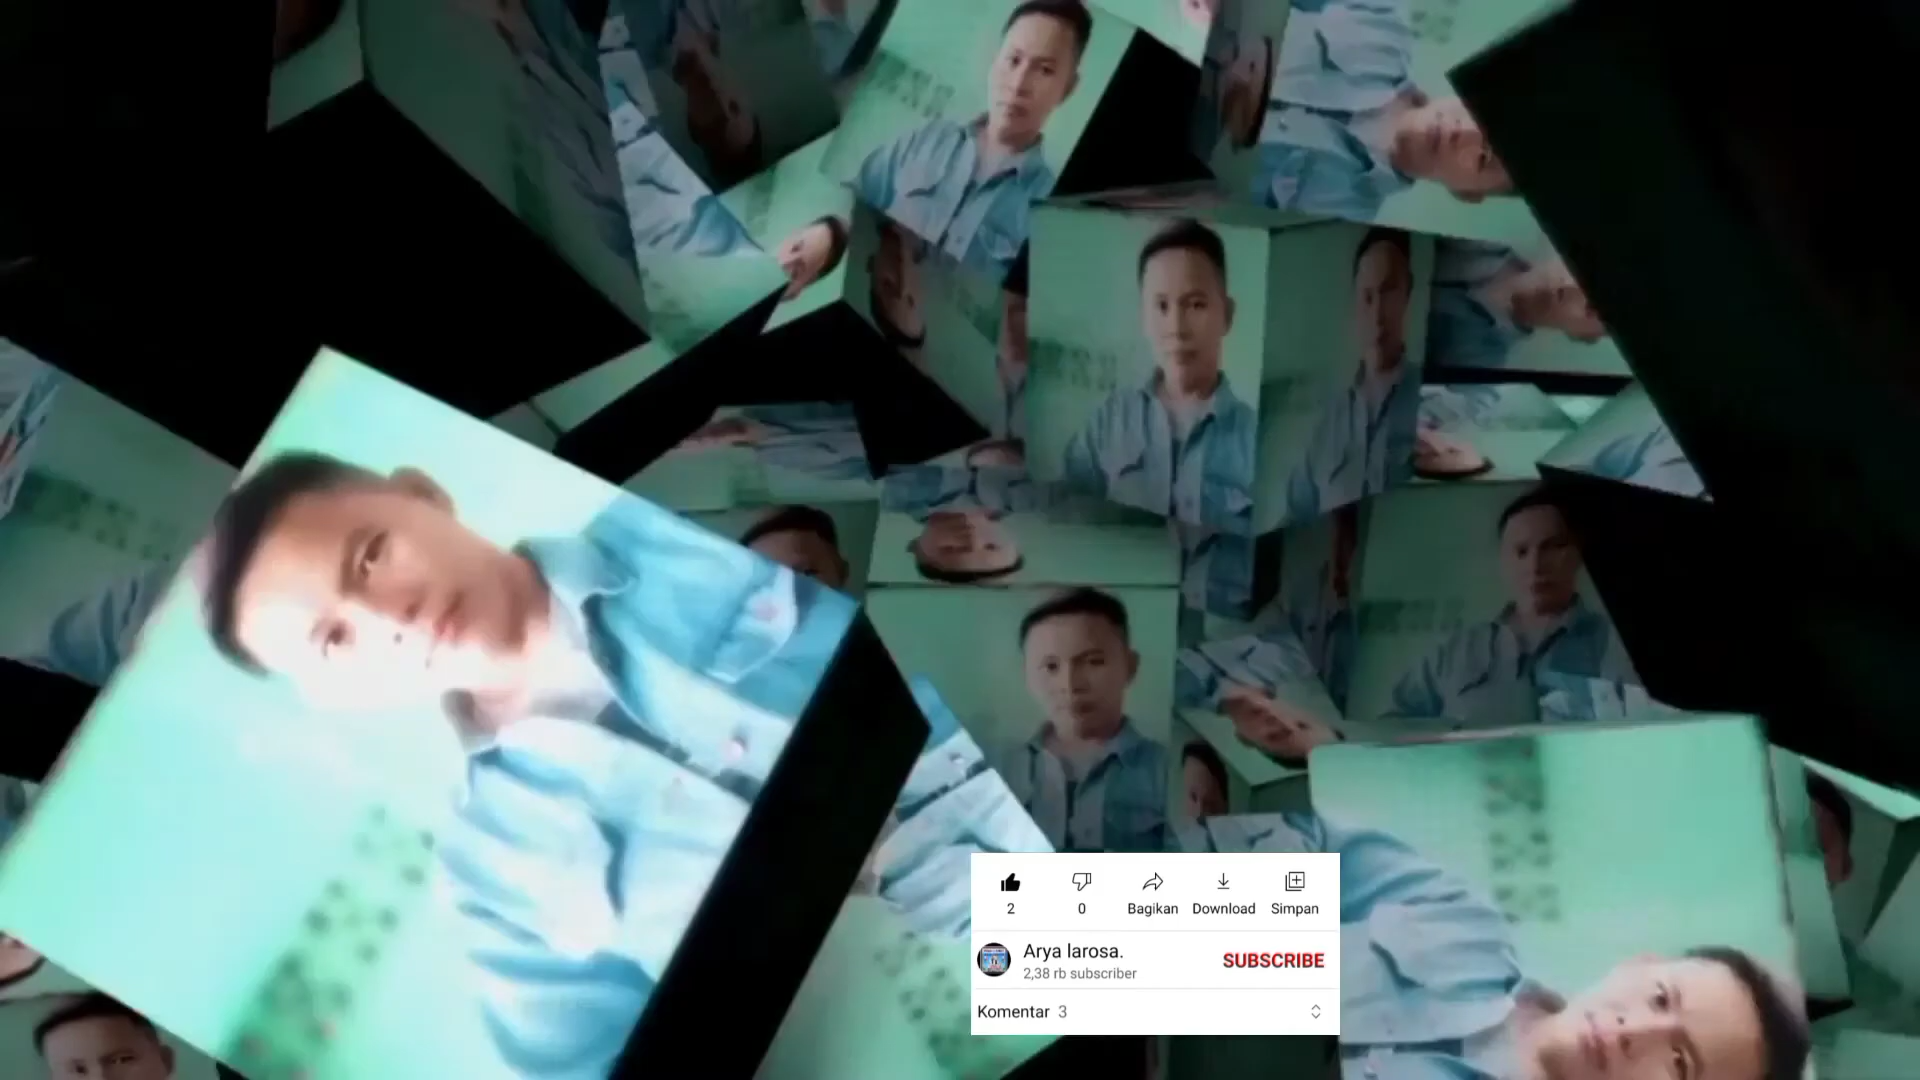 2
0
Bagikan
Download
Simpan
Arya larosa.
2,38 rb subscriber
SUBSCRIBE
Komentar 3